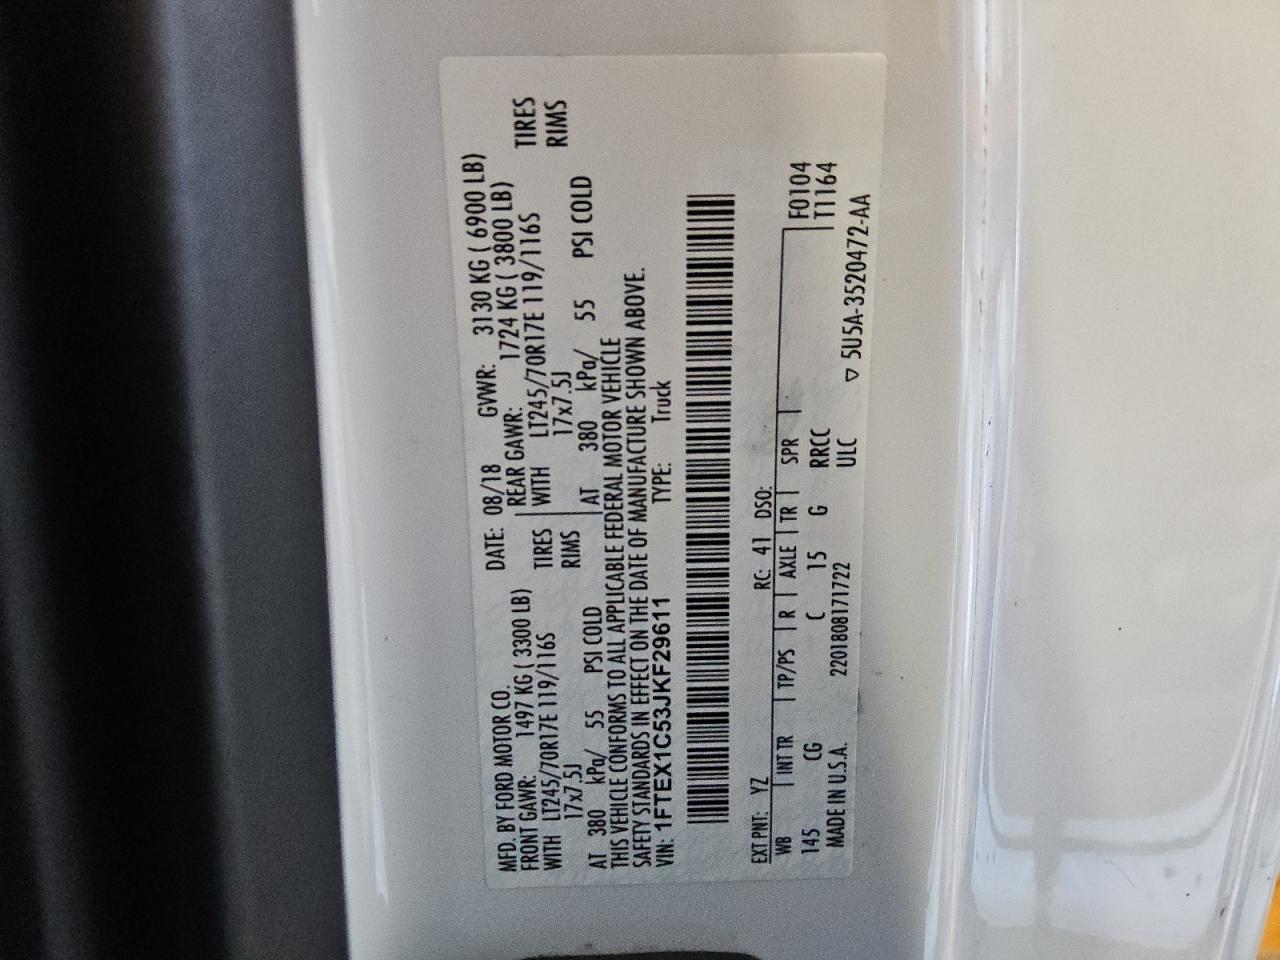 MFD. BY FORD MOTOR CO. DATE: 08/18 GVWR: 3130 KG ( 6900 LB)
FRONT GAWR: 1497 KG ( 3300 LB) REAR GAWR: 1724 KG ( 3800 LB)
WITH LT245/70R17E 119/116S TIRES WITH LT245/70R17E 119/116S TIRES
17x7.5J RIMS 17x7.5J RIMS
AT 380 kPa/ 55 PSI COLD AT 380 kPa/ 55 PSI COLD
THIS VEHICLE CONFORMS TO ALL APPLICABLE FEDERAL MOTOR VEHICLE
SAFETY STANDARDS IN EFFECT ON THE DATE OF MANUFACTURE SHOWN ABOVE.
VIN: 1FTEX1C53JKF29611 TYPE: Truck
EXT PNT: YZ RC: 41 DSO:
WB INT TR TP/PS R AXLE TR SPR F0104
145 CG C 15 G RRCC T1164
MADE IN U.S.A. 2201808171722 ULC
▽ 5U5A-3520472-AA